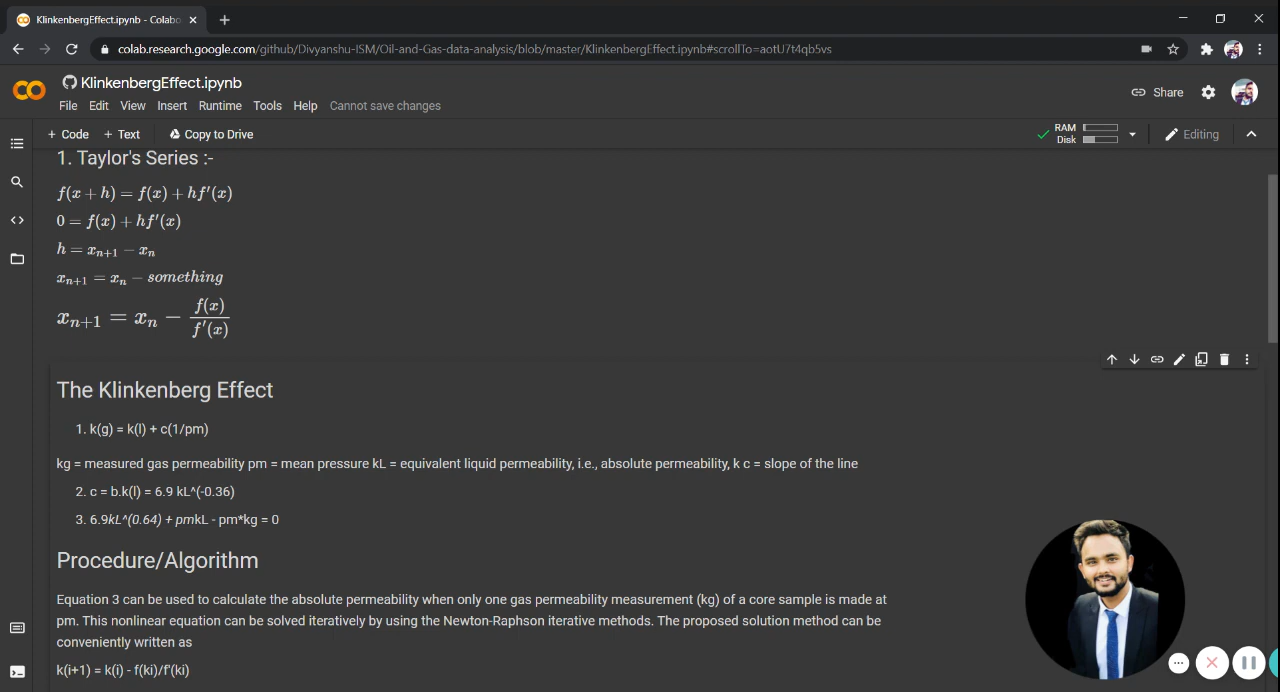 KlinkenbergEffect.ipynb - Colabo
colab.research.google.com/github/Divyanshu-ISM/Oil-and-Gas-data-analysis/blob/master/KlinkenbergEffect.ipynb#scrollTo=aotU7t4qb5vs
KlinkenbergEffect.ipynb
File Edit View Insert Runtime Tools Help Cannot save changes
Share
+ Code + Text Copy to Drive
RAM
Disk
Editing
1. Taylor's Series :-
f(x + h) = f(x) + hf'(x)
0 = f(x) + hf'(x)
h = x_{n+1} − x_n
x_{n+1} = x_n − something
x_{n+1} = x_n − f(x)/f'(x)
The Klinkenberg Effect
1. k(g) = k(l) + c(1/pm)
kg = measured gas permeability pm = mean pressure kL = equivalent liquid permeability, i.e., absolute permeability, k c = slope of the line
2. c = b.k(l) = 6.9 kL^(-0.36)
3. 6.9kL^(0.64) + pmkL - pm*kg = 0
Procedure/Algorithm
Equation 3 can be used to calculate the absolute permeability when only one gas permeability measurement (kg) of a core sample is made at
pm. This nonlinear equation can be solved iteratively by using the Newton-Raphson iterative methods. The proposed solution method can be
conveniently written as
k(i+1) = k(i) - f(ki)/f'(ki)